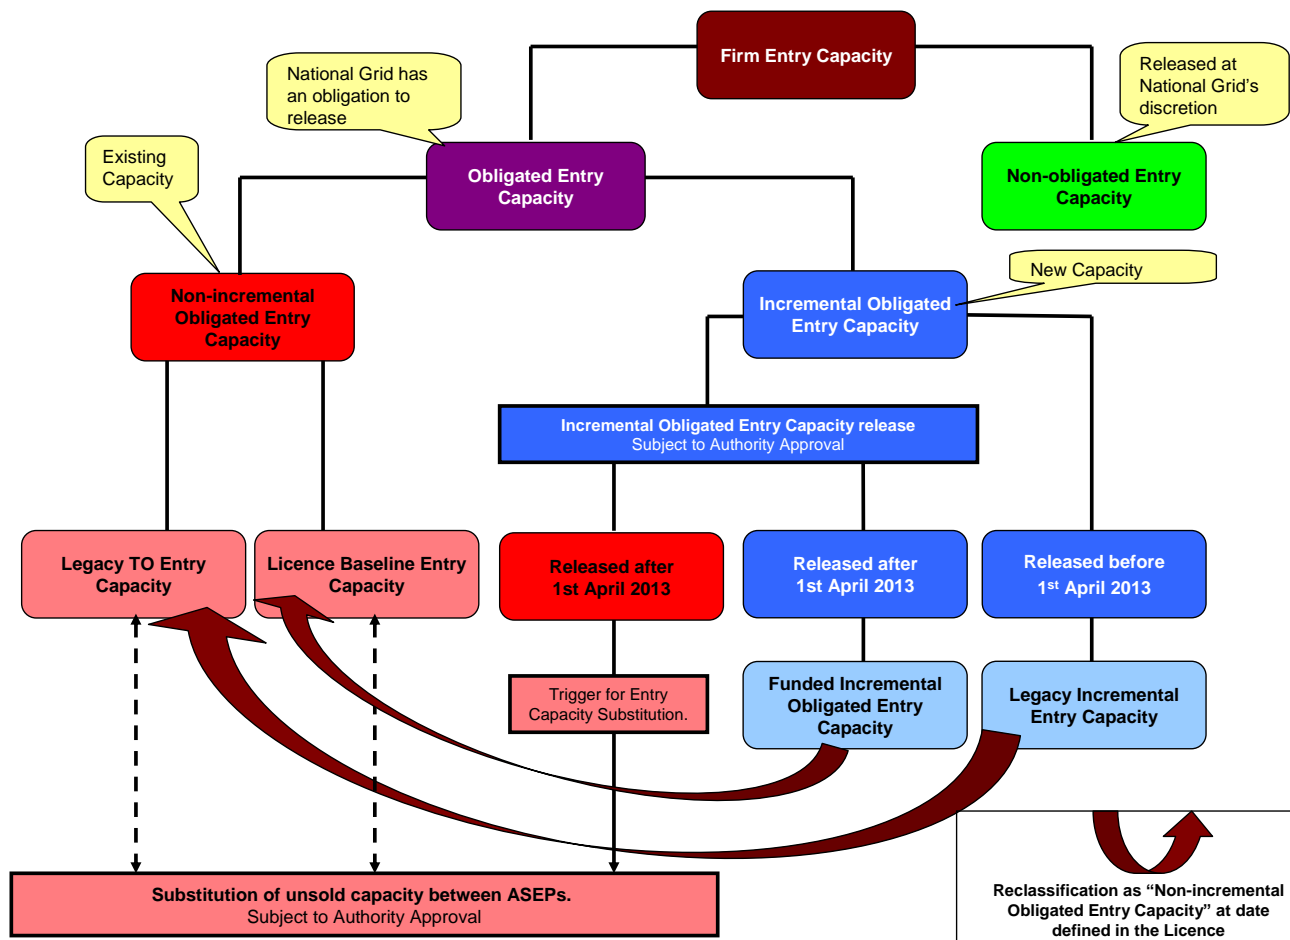 Firm Entry Capacity
National Grid has
an obligation to
release
Released at
National Grid's
discretion
Existing
Capacity
Obligated Entry
Capacity
Non-obligated Entry
Capacity
New Capacity
Non-incremental
Obligated Entry
Capacity
Incremental Obligated
Entry Capacity
Incremental Obligated Entry Capacity release
Subject to Authority Approval
Legacy TO Entry
Capacity
Licence Baseline Entry
Capacity
Released after
1st April 2013
Released after
1st April 2013
Released before
1st April 2013
Trigger for Entry
Capacity Substitution.
Funded Incremental
Obligated Entry
Capacity
Legacy Incremental
Entry Capacity
Substitution of unsold capacity between ASEPs.
Subject to Authority Approval
Reclassification as “Non-incremental
Obligated Entry Capacity” at date
defined in the Licence